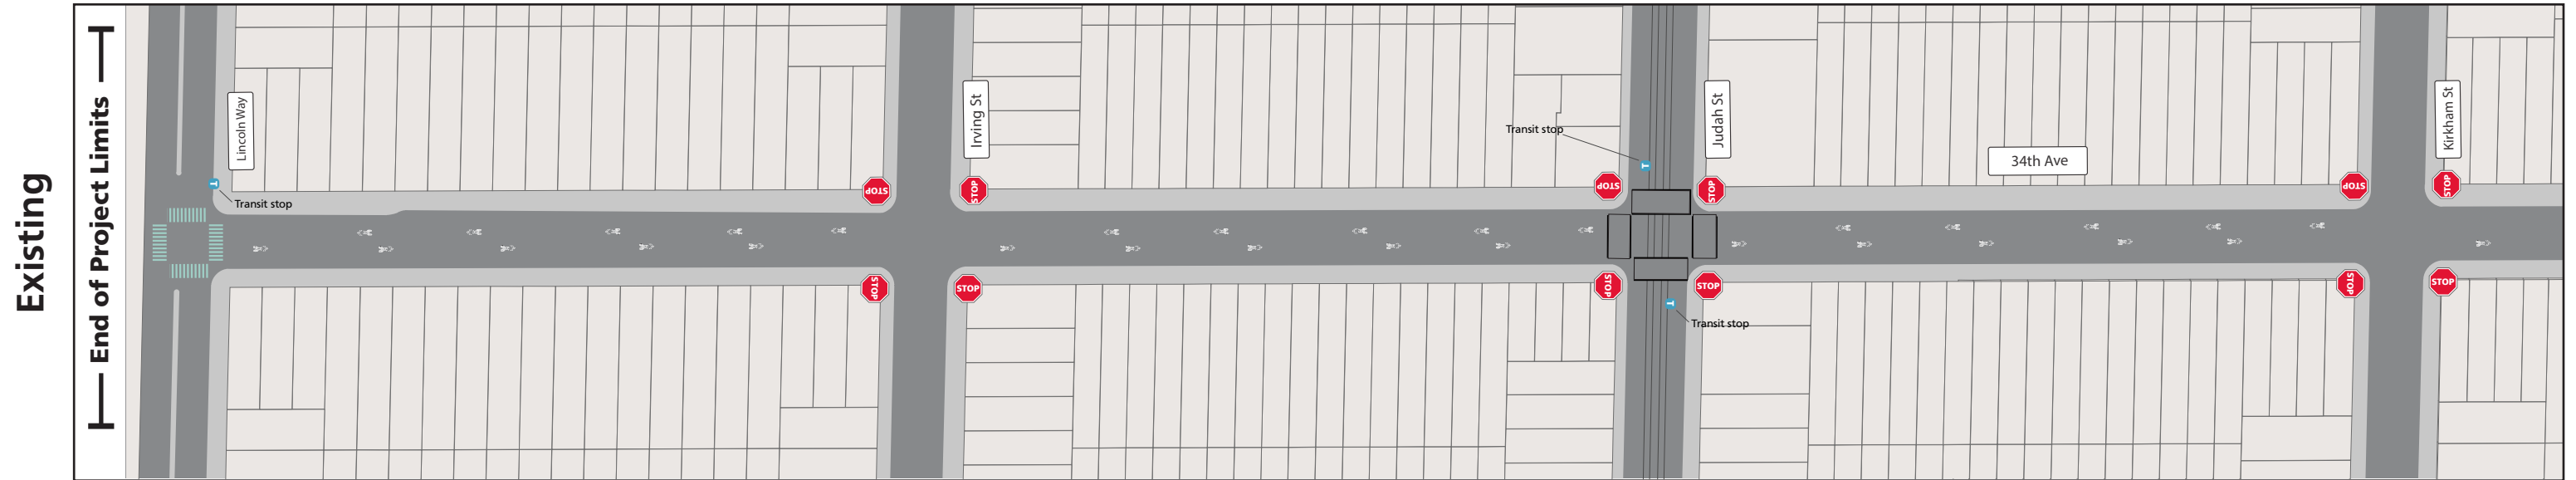 Existing
End of Project Limits
Lincoln Way
T
Transit stop
STOP
STOP
Irving St
STOP
STOP
Transit stop
T
STOP
STOP
Judah St
STOP
STOP
T
Transit stop
34th Ave
STOP
STOP
Kirkham St
STOP
STOP